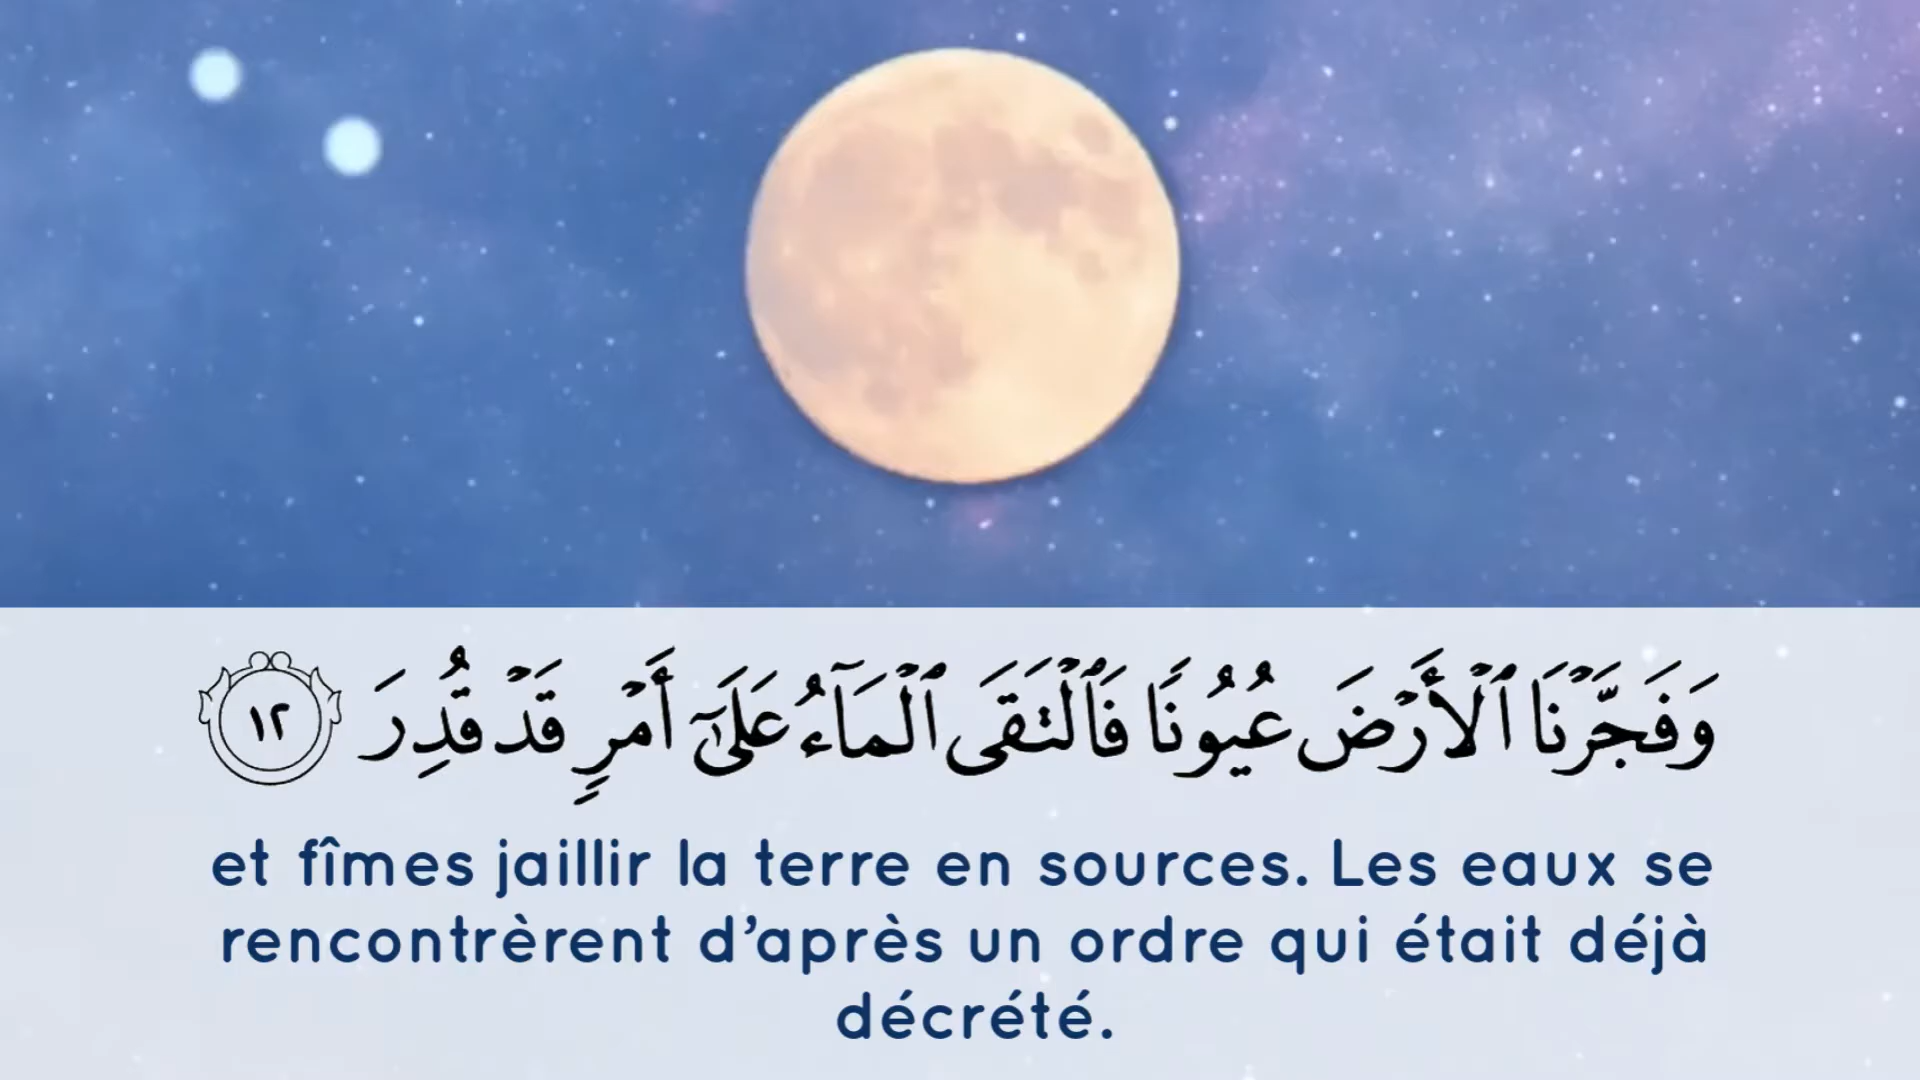 وَفَجَّرۡنَا ٱلۡأَرۡضَ عُيُونٗا فَٱلۡتَقَى ٱلۡمَآءُ عَلَىٰٓ أَمۡرٖ قَدۡ قُدِرَ ١٢
et fîmes jaillir la terre en sources. Les eaux se
rencontrèrent d’après un ordre qui était déjà
décrété.